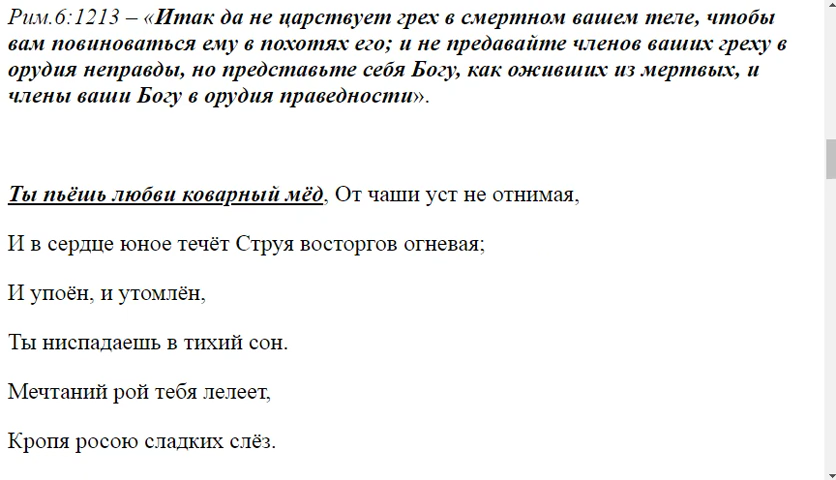 Рим.6:1213 – «Итак да не царствует грех в смертном вашем теле, чтобы
вам повиноваться ему в похотях его; и не предавайте членов ваших греху в
орудия неправды, но представьте себя Богу, как оживших из мертвых, и
члены ваши Богу в орудия праведности».
Ты пьёшь любви коварный мёд, От чаши уст не отнимая,
И в сердце юное течёт Струя восторгов огневая;
И упоён, и утомлён,
Ты ниспадаешь в тихий сон.
Мечтаний рой тебя лелеет,
Кропя росою сладких слёз.